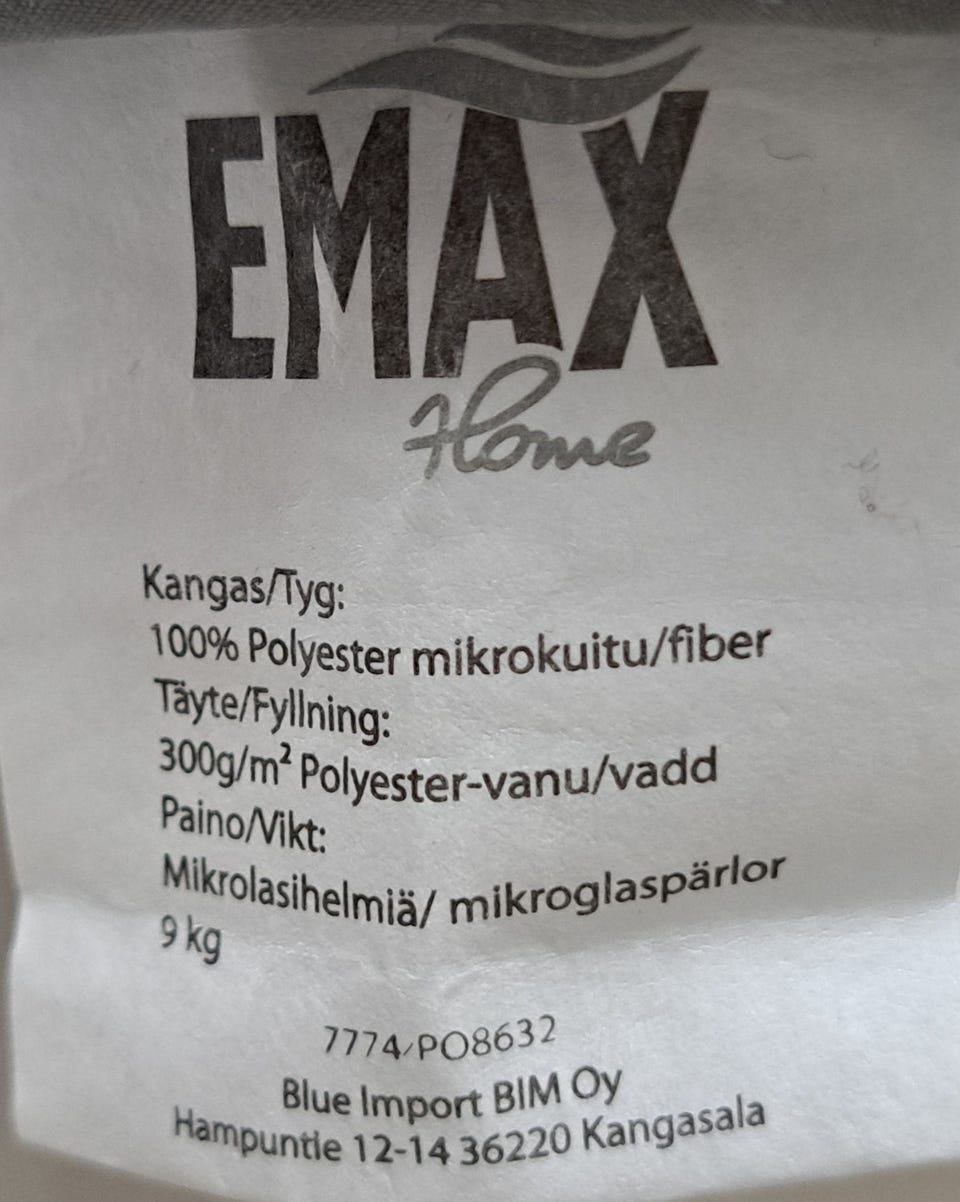 EMAX
Home
Kangas/Tyg:
100% Polyester mikrokuitu/fiber
Täyte/Fyllning:
300g/m² Polyester-vanu/vadd
Paino/Vikt:
Mikrolasihelmiä/ mikroglaspärlor
9 kg
7774/PO8632
Blue Import BIM Oy
Hampuntie 12-14 36220 Kangasala